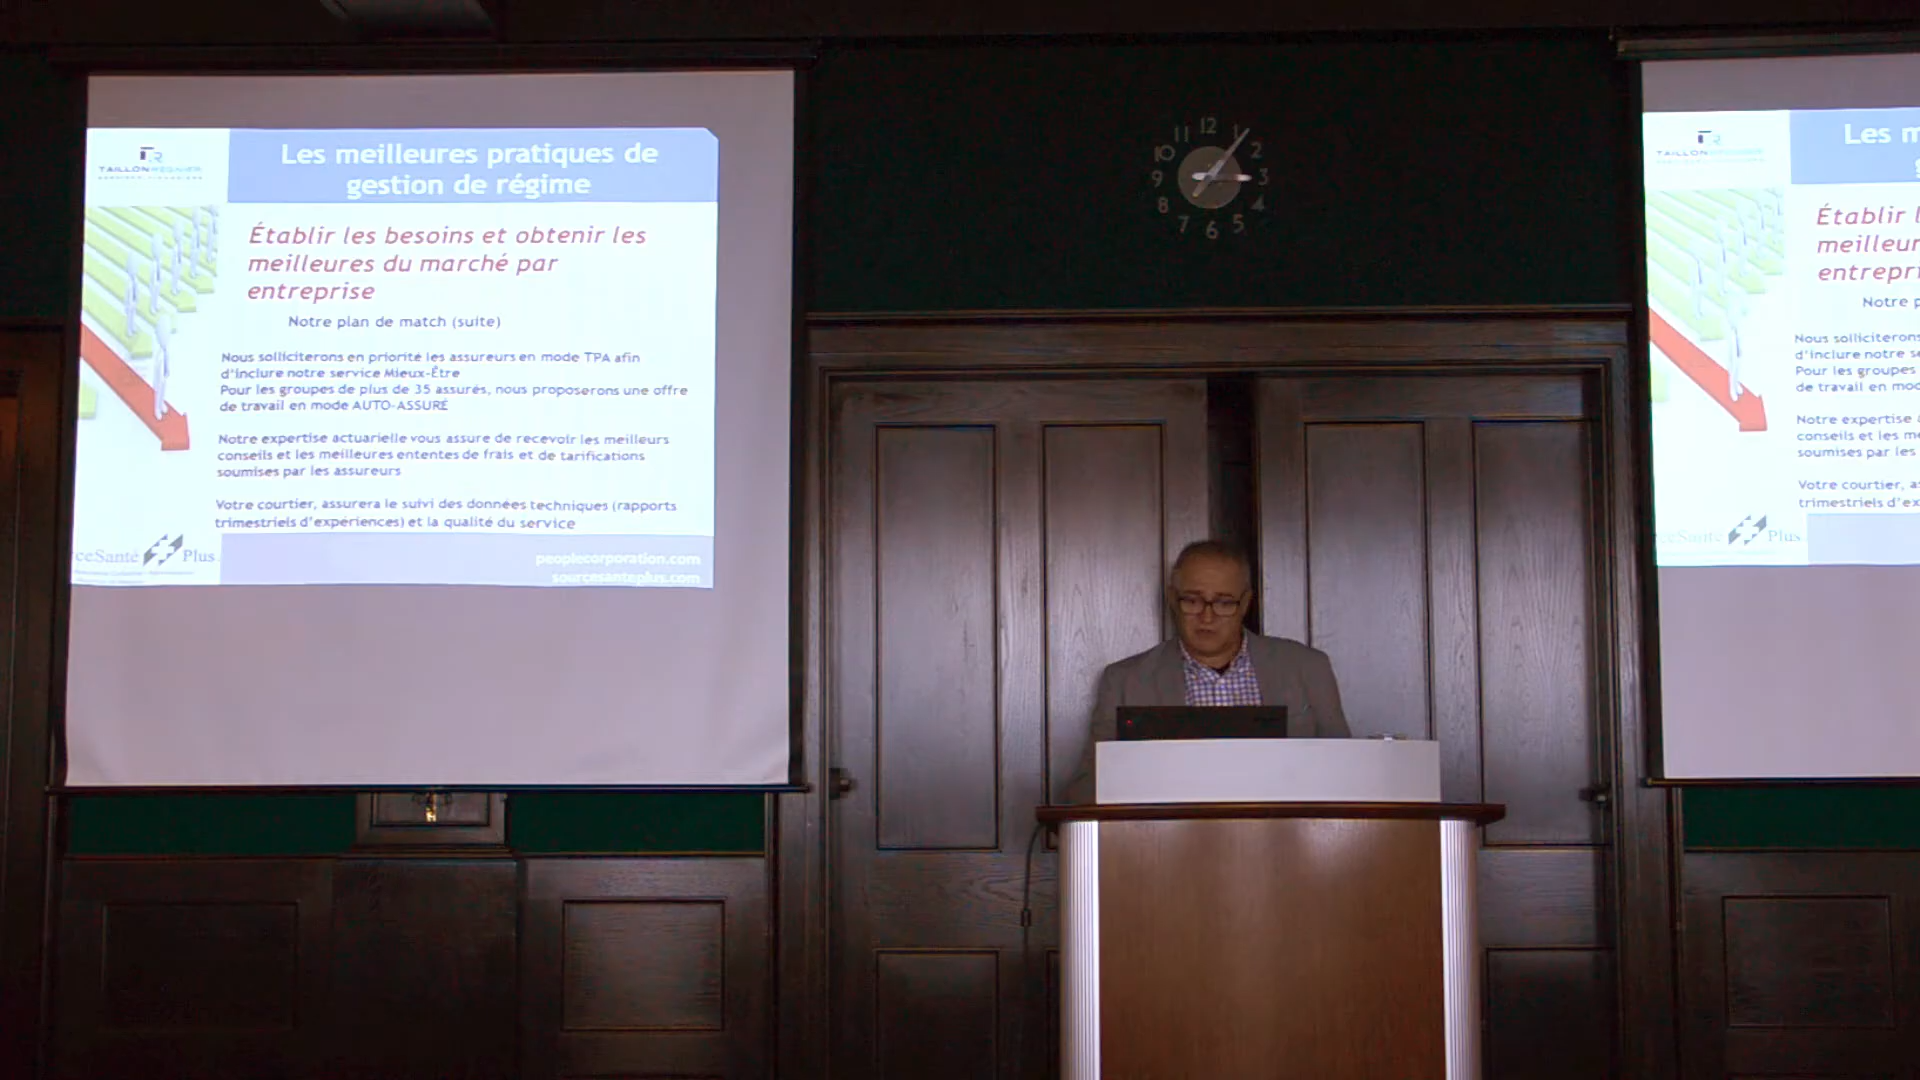 TAILLON REGNIER
Les meilleures pratiques de
gestion de régime
Établir les besoins et obtenir les
meilleures du marché par
entreprise
Notre plan de match (suite)
Nous solliciterons en priorité les assureurs en mode TPA afin
d'inclure notre service Mieux-Être
Pour les groupes de plus de 35 assurés, nous proposerons une offre
de travail en mode AUTO-ASSURÉ
Notre expertise actuarielle vous assure de recevoir les meilleurs
conseils et les meilleures ententes de frais et de tarifications
soumises par les assureurs
Votre courtier, assurera le suivi des données techniques (rapports
trimestriels d'expériences) et la qualité du service
ceSanté Plus
peoplecorporation.com
sourcesanteplus.com
12
1
2
3
4
5
6
7
8
9
10
11
Les m
Établir l
meilleur
entrepri
Notre p
Nous solliciterons
d'inclure notre se
Pour les groupes
de travail en mod
Notre expertise a
conseils et les me
soumises par les
Votre courtier, as
trimestriels d'ex
ceSanté Plus